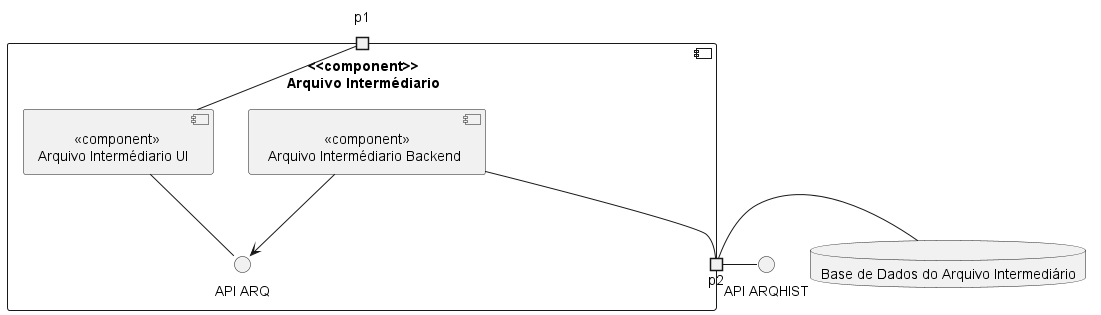 p1
<<component>>
Arquivo Intermédiario
«component»
Arquivo Intermédiario UI
«component»
Arquivo Intermédiario Backend
API ARQ
p2
API ARQHIST
Base de Dados do Arquivo Intermediário